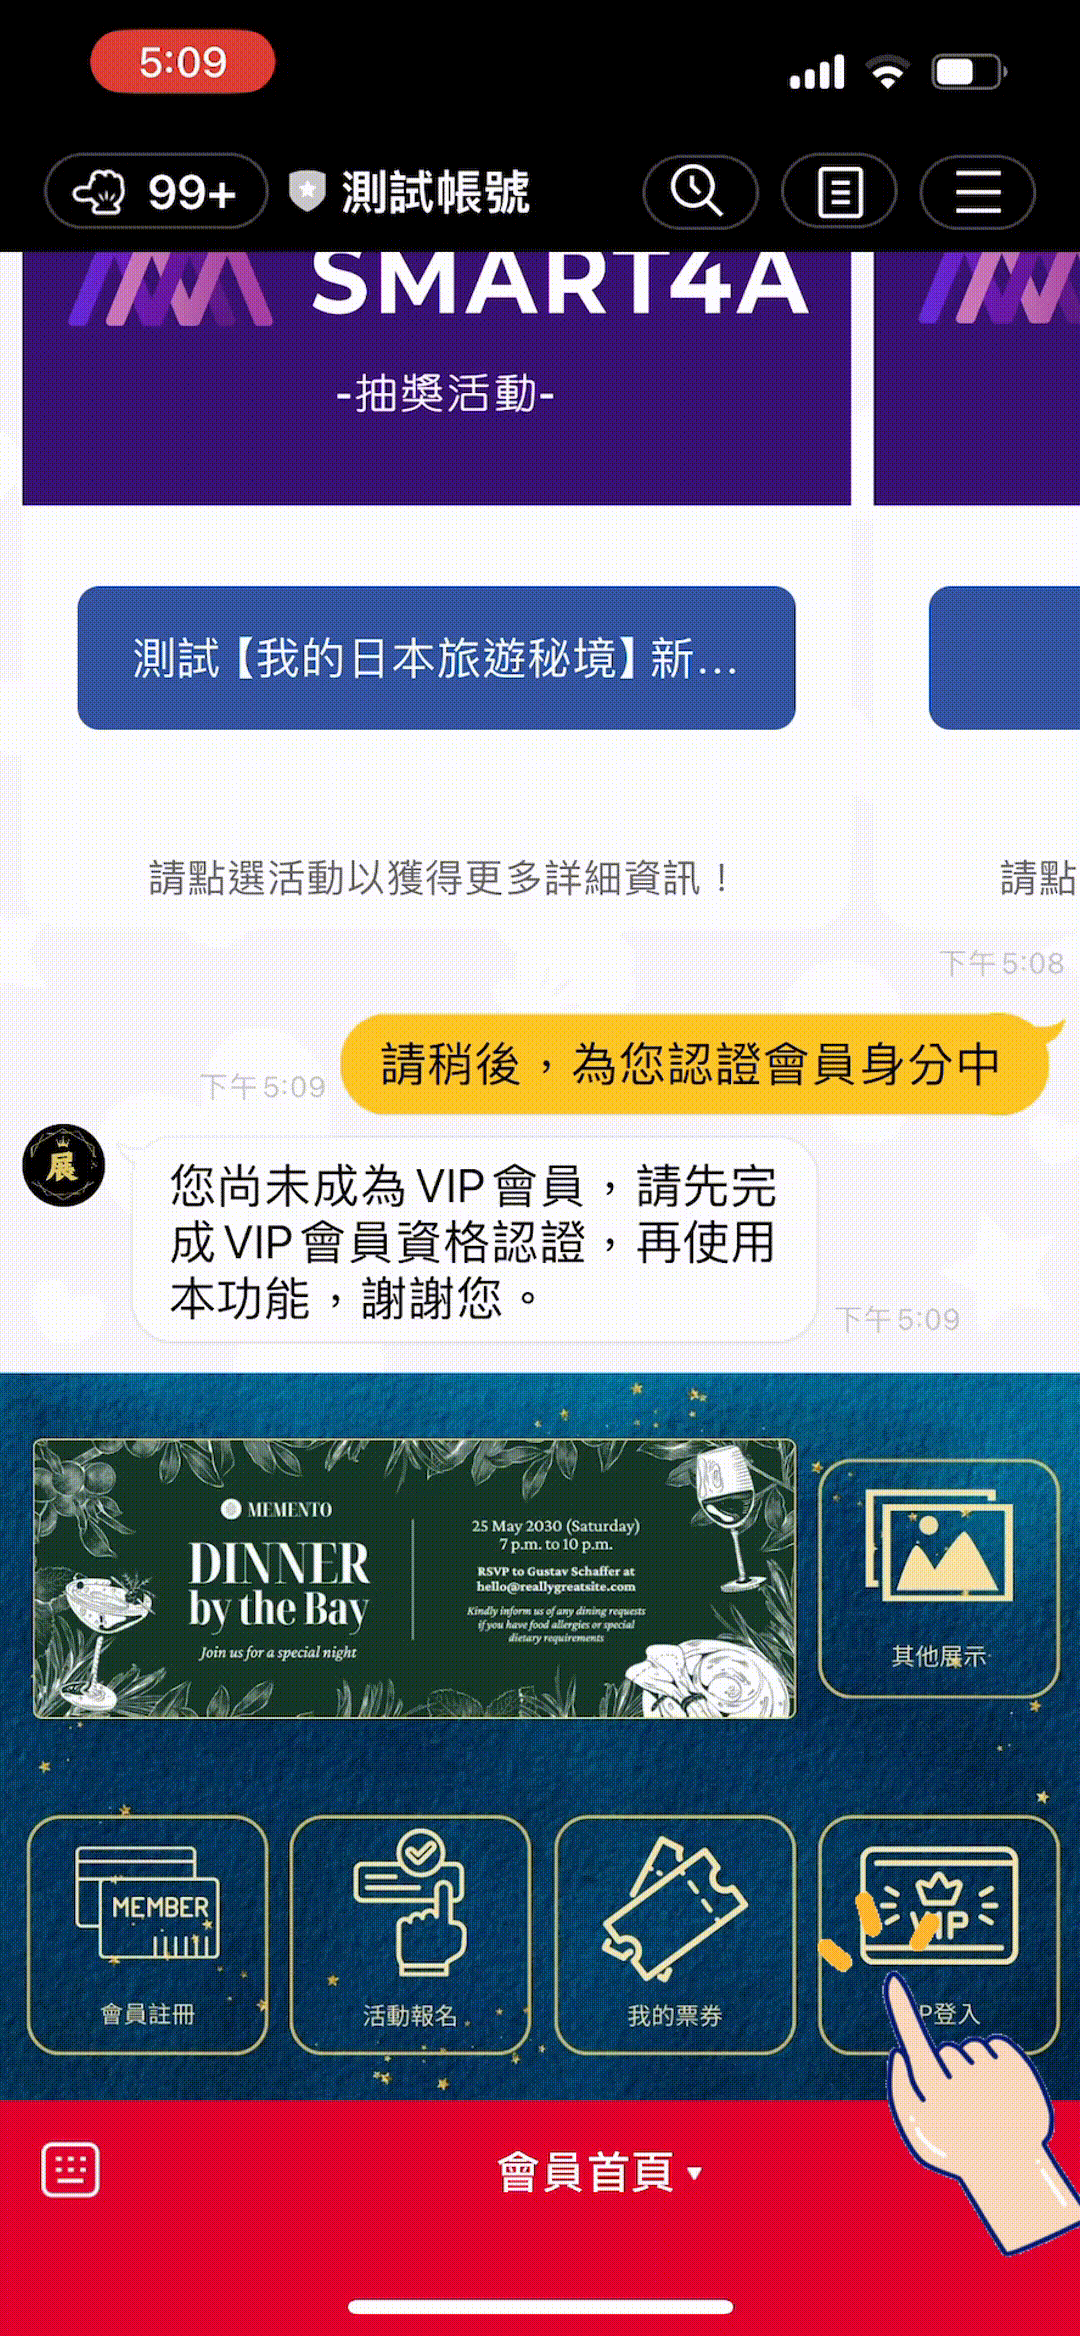 5:09
99+
測試帳號
SMART4A
-抽獎活動-
測試【我的日本旅遊秘境】新...
請點選活動以獲得更多詳細資訊！
請點
下午5:08
請稍後，為您認證會員身分中
下午5:09
展
您尚未成為VIP會員，請先完
成VIP會員資格認證，再使用
本功能，謝謝您。
下午5:09
MEMENTO
DINNER
by the Bay
Join us for a special night
25 May 2030 (Saturday)
7 p.m. to 10 p.m.
RSVP to Gustav Schaffer at
hello@reallygreatsite.com
Kindly inform us of any dining requests
if you have food allergies or special
dietary requirements
其他展示
MEMBER
會員註冊
活動報名
我的票券
VIP
P登入
會員首頁